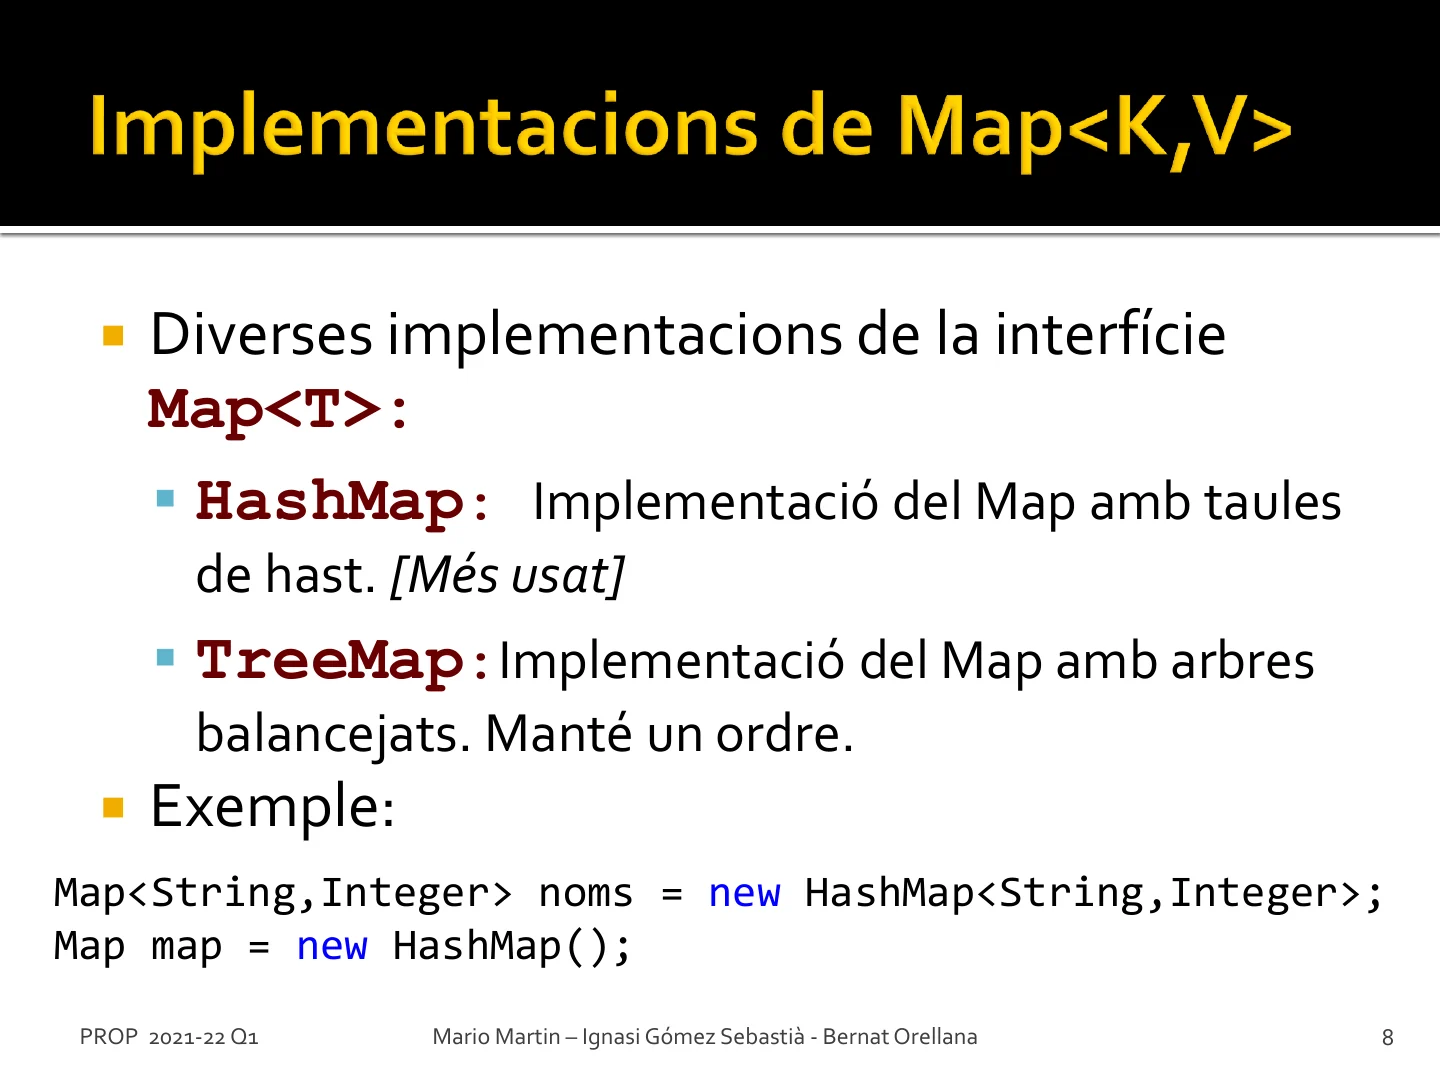 Implementacions de Map<K,V>
Diverses implementacions de la interfície
Map<T>:
HashMap: Implementació del Map amb taules
de hast. [Més usat]
TreeMap:Implementació del Map amb arbres
balancejats. Manté un ordre.
Exemple:
Map<String,Integer> noms = new HashMap<String,Integer>;
Map map = new HashMap();
PROP 2021-22 Q1
Mario Martin – Ignasi Gómez Sebastià - Bernat Orellana
8